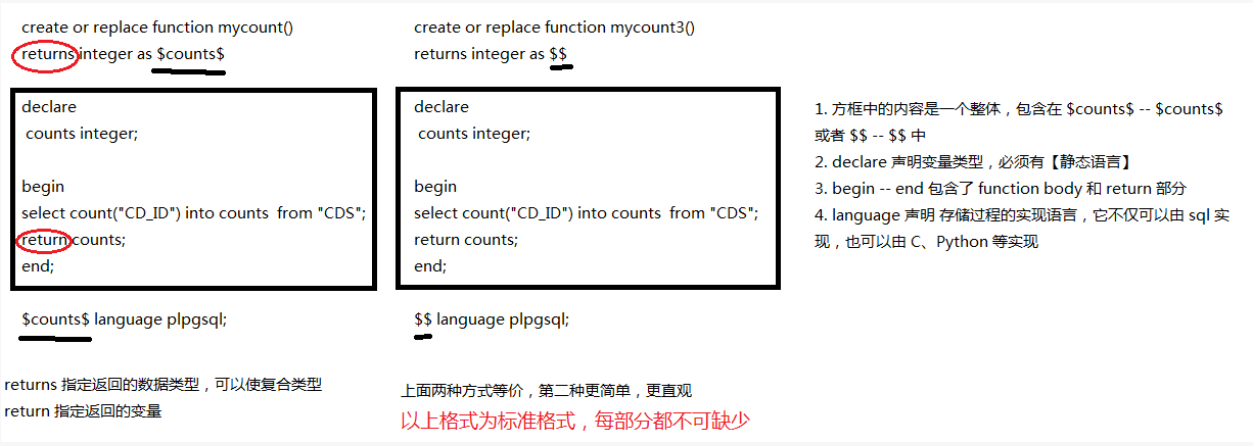 create or replace function mycount()
returns integer as $counts$
declare
counts integer;
begin
select count("CD_ID") into counts from "CDS";
return counts;
end;
$counts$ language plpgsql;
returns 指定返回的数据类型，可以使复合类型
return 指定返回的变量
create or replace function mycount3()
returns integer as $$
declare
counts integer;
begin
select count("CD_ID") into counts from "CDS";
return counts;
end;
$$ language plpgsql;
上面两种方式等价，第二种更简单，更直观
以上格式为标准格式，每部分都不可缺少
1. 方框中的内容是一个整体，包含在 $counts$ -- $counts$
或者 $$ -- $$ 中
2. declare 声明变量类型，必须有【静态语言】
3. begin -- end 包含了 function body 和 return 部分
4. language 声明 存储过程的实现语言，它不仅可以由 sql 实
现，也可以由 C、Python 等实现